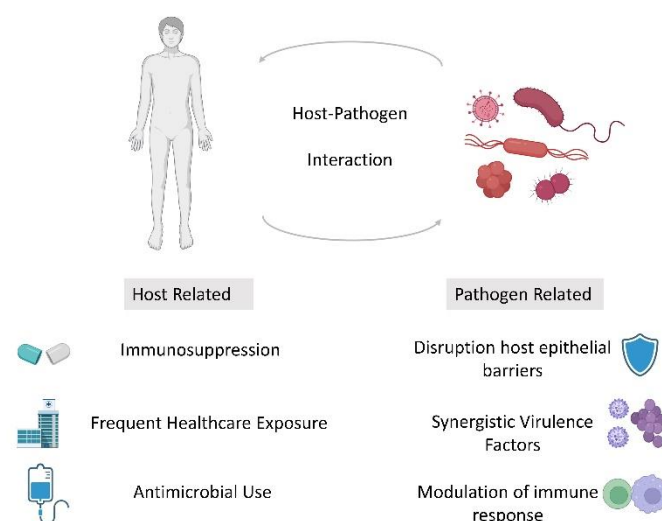 Host-Pathogen
Interaction
Host Related
Pathogen Related
Immunosuppression
Disruption host epithelial
barriers
Frequent Healthcare Exposure
Synergistic Virulence
Factors
Antimicrobial Use
Modulation of immune
response